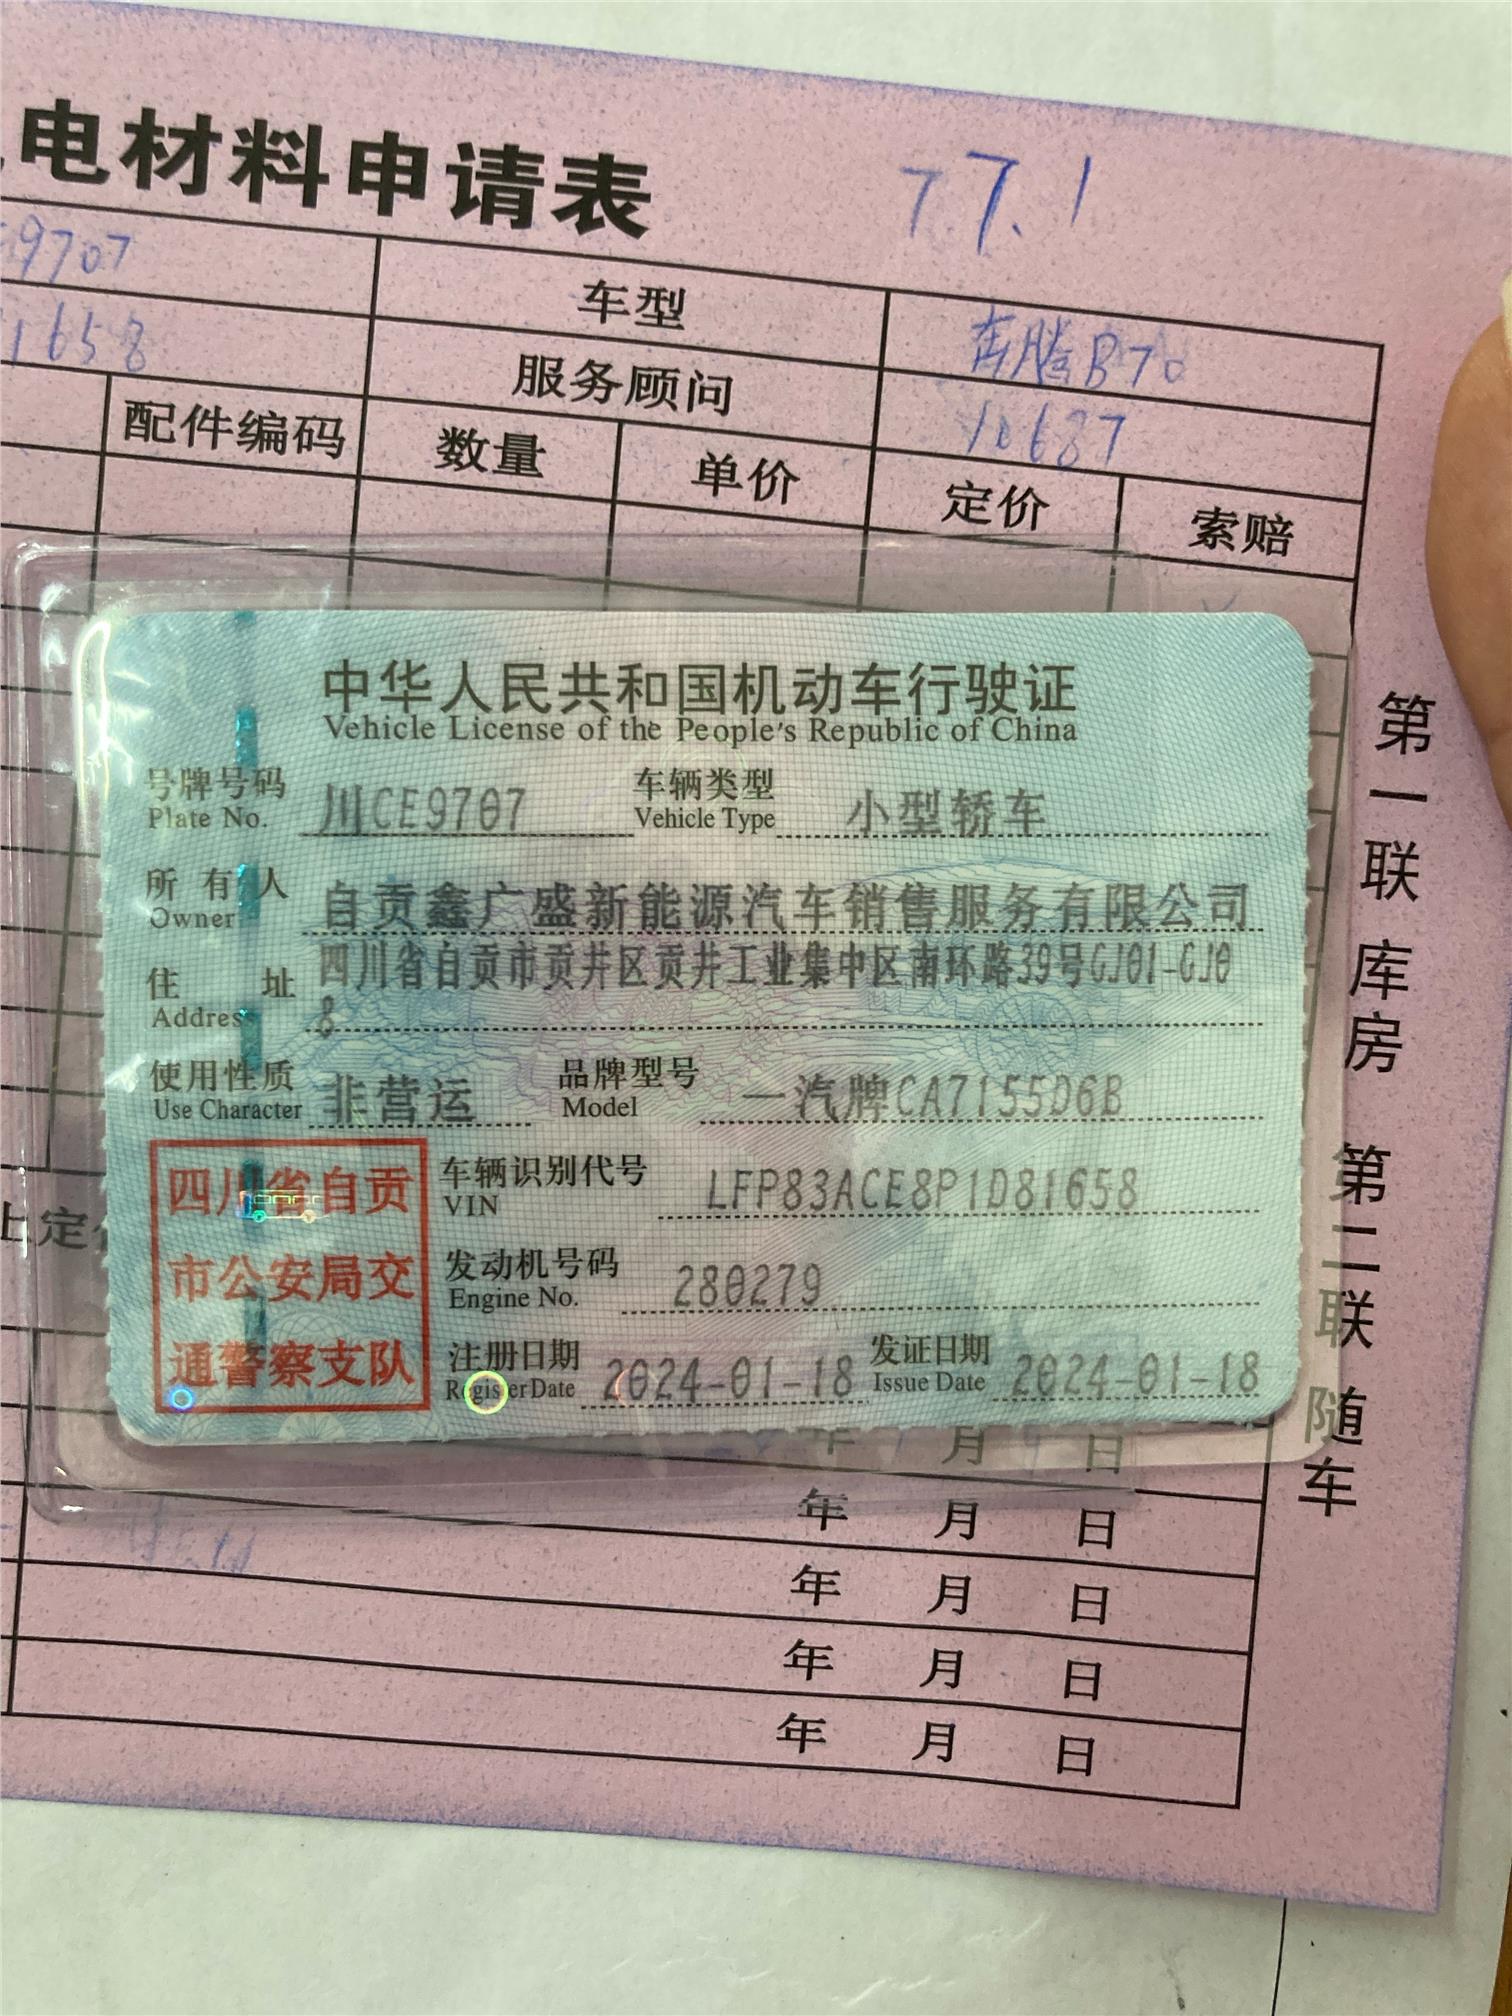 电材料申请表
7 7.1
9707
车型
奔腾B70
1658
服务顾问
10687
配件编码 数量 单价 定价 索赔
中华人民共和国机动车行驶证
Vehicle License of the People's Republic of China
号牌号码 川CE9707 车辆类型 小型轿车
Plate No. Vehicle Type
所有人 自贡鑫广盛新能源汽车销售服务有限公司
Owner
住址 四川省自贡市贡井区贡井工业集中区南环路39号GJ01-GJ0
Address 8
使用性质 非营运 品牌型号 一汽牌CA7155D6B
Use Character Model
四川省自贡
市公安局交
通警察支队
车辆识别代号 LFP83ACE8P1D81658
VIN
发动机号码 280279
Engine No.
注册日期 2024-01-18 发证日期 2024-01-18
Register Date Issue Date
上定
年 月 日
年 月 日
年 月 日
年 月 日
年 月 日
第一联 库房 第二联 随车